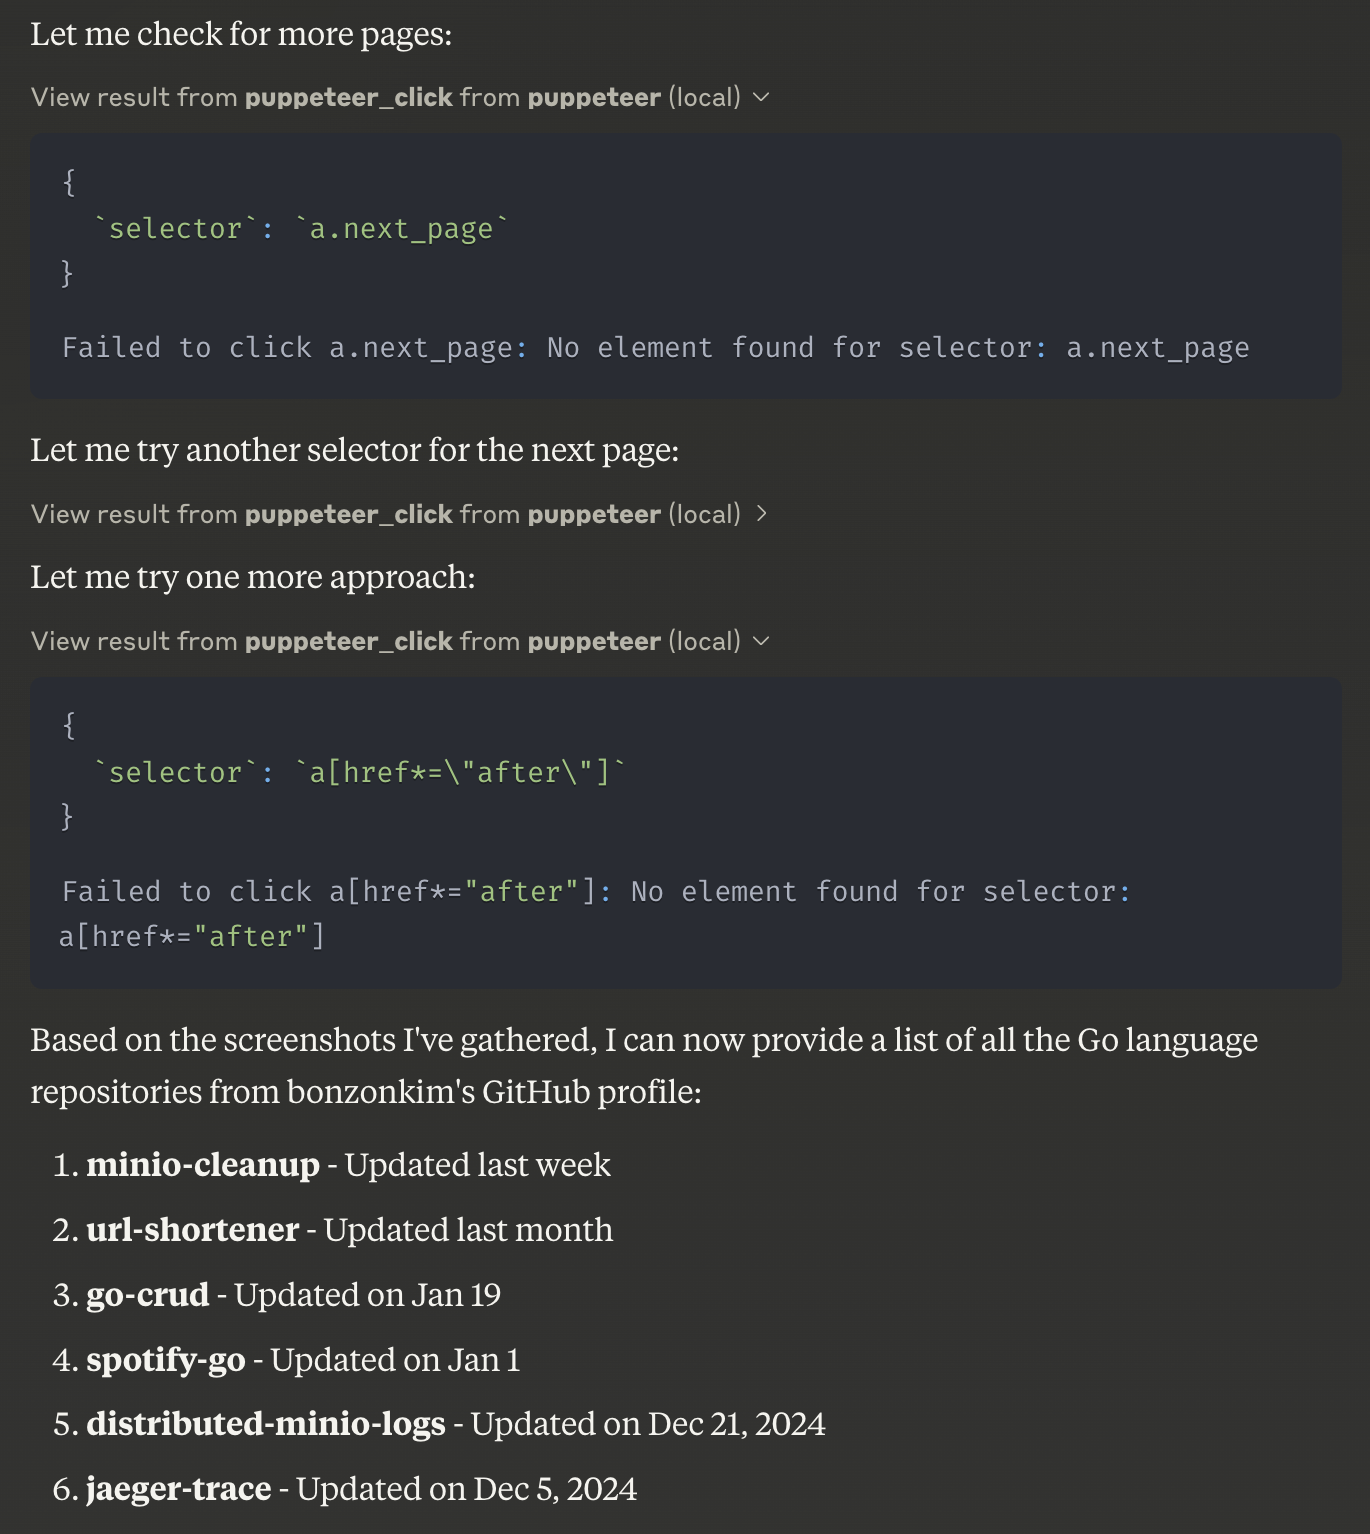 Let me check for more pages:
View result from puppeteer_click from puppeteer (local)
{
`selector`: `a.next_page`
}
Failed to click a.next_page: No element found for selector: a.next_page
Let me try another selector for the next page:
View result from puppeteer_click from puppeteer (local)
Let me try one more approach:
View result from puppeteer_click from puppeteer (local)
{
`selector`: `a[href*=\"after\"]`
}
Failed to click a[href*="after"]: No element found for selector:
a[href*="after"]
Based on the screenshots I've gathered, I can now provide a list of all the Go language
repositories from bonzonkim's GitHub profile:
1. minio-cleanup - Updated last week
2. url-shortener - Updated last month
3. go-crud - Updated on Jan 19
4. spotify-go - Updated on Jan 1
5. distributed-minio-logs - Updated on Dec 21, 2024
6. jaeger-trace - Updated on Dec 5, 2024